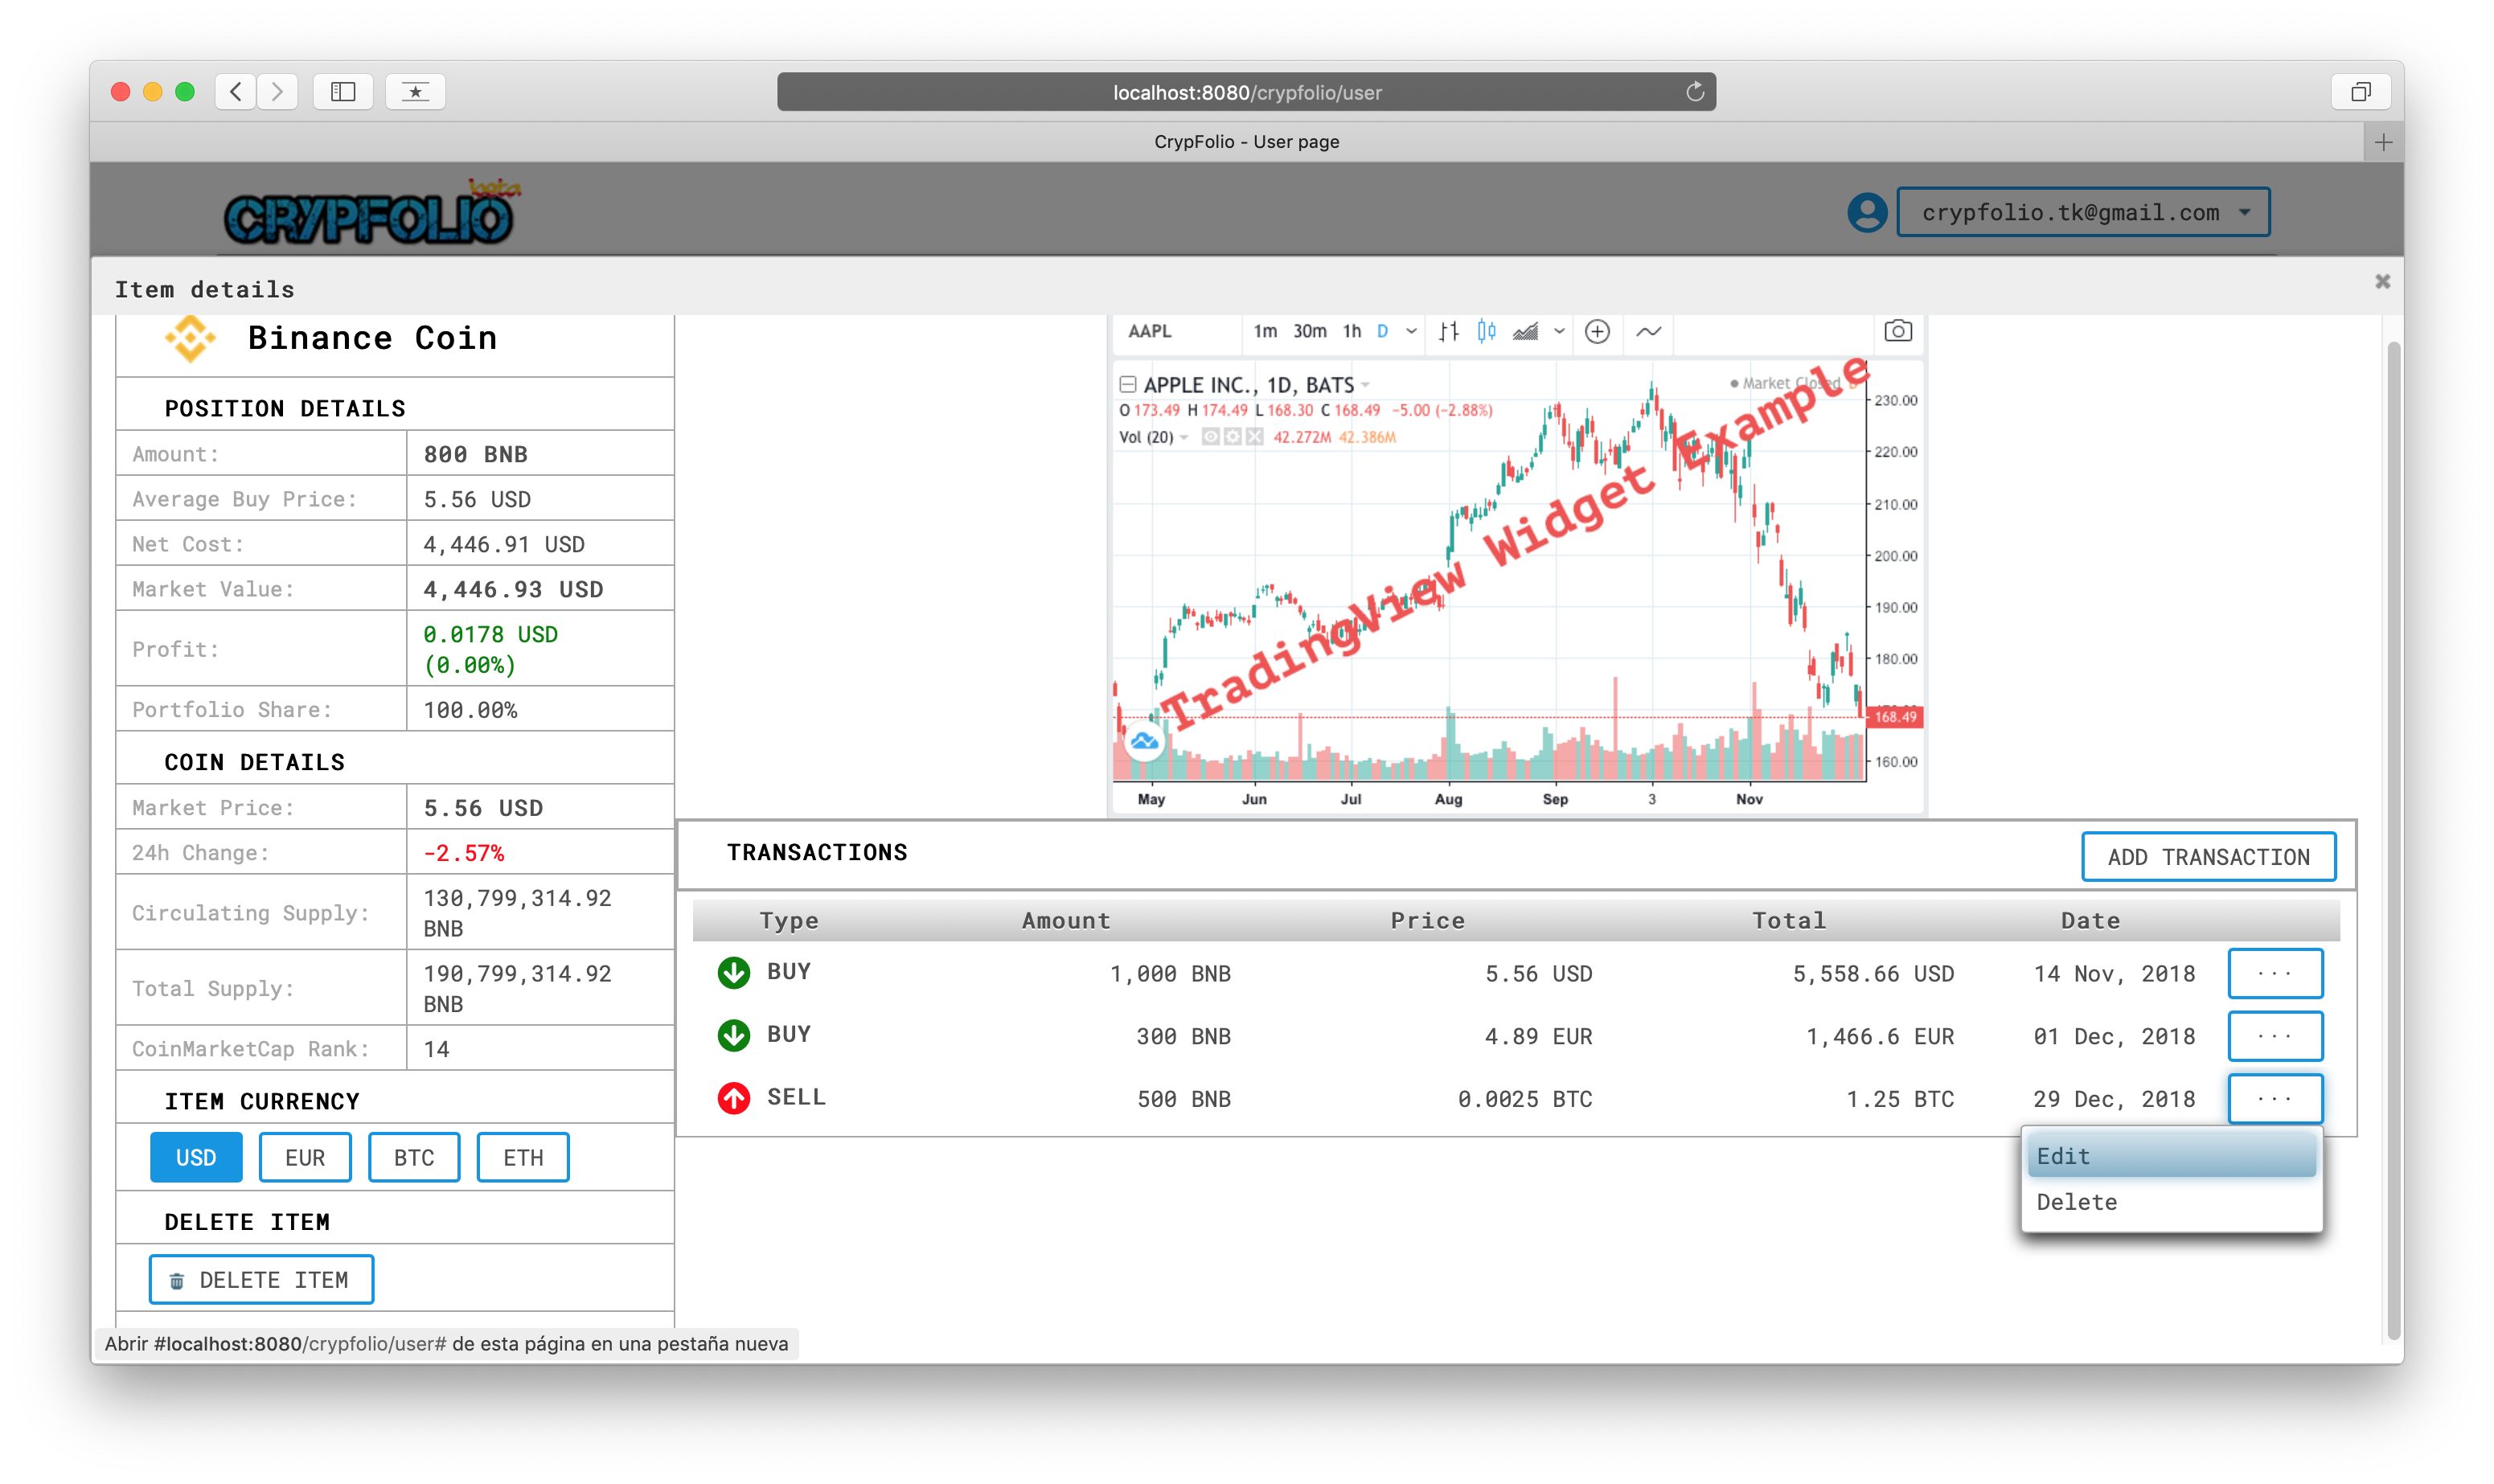 localhost:8080/crypfolio/user
CrypFolio - User page
CRYPFOLIO beta
crypfolio.tk@gmail.com
Item details
Binance Coin
POSITION DETAILS
Amount: 800 BNB
Average Buy Price: 5.56 USD
Net Cost: 4,446.91 USD
Market Value: 4,446.93 USD
Profit: 0.0178 USD
(0.00%)
Portfolio Share: 100.00%
COIN DETAILS
Market Price: 5.56 USD
24h Change: -2.57%
Circulating Supply: 130,799,314.92
BNB
Total Supply: 190,799,314.92
BNB
CoinMarketCap Rank: 14
ITEM CURRENCY
USD EUR BTC ETH
DELETE ITEM
DELETE ITEM
AAPL 1m 30m 1h D
APPLE INC., 1D, BATS
Market Closed
O 173.49 H 174.49 L 168.30 C 168.49 -5.00 (-2.88%)
Vol (20) 42.272M 42.386M
TradingView Widget Example
230.00
220.00
210.00
200.00
190.00
180.00
168.49
160.00
May Jun Jul Aug Sep 3 Nov
TRANSACTIONS
ADD TRANSACTION
Type Amount Price Total Date
BUY 1,000 BNB 5.56 USD 5,558.66 USD 14 Nov, 2018 ...
BUY 300 BNB 4.89 EUR 1,466.6 EUR 01 Dec, 2018 ...
SELL 500 BNB 0.0025 BTC 1.25 BTC 29 Dec, 2018 ...
Edit
Delete
Abrir #localhost:8080/crypfolio/user# de esta página en una pestaña nueva